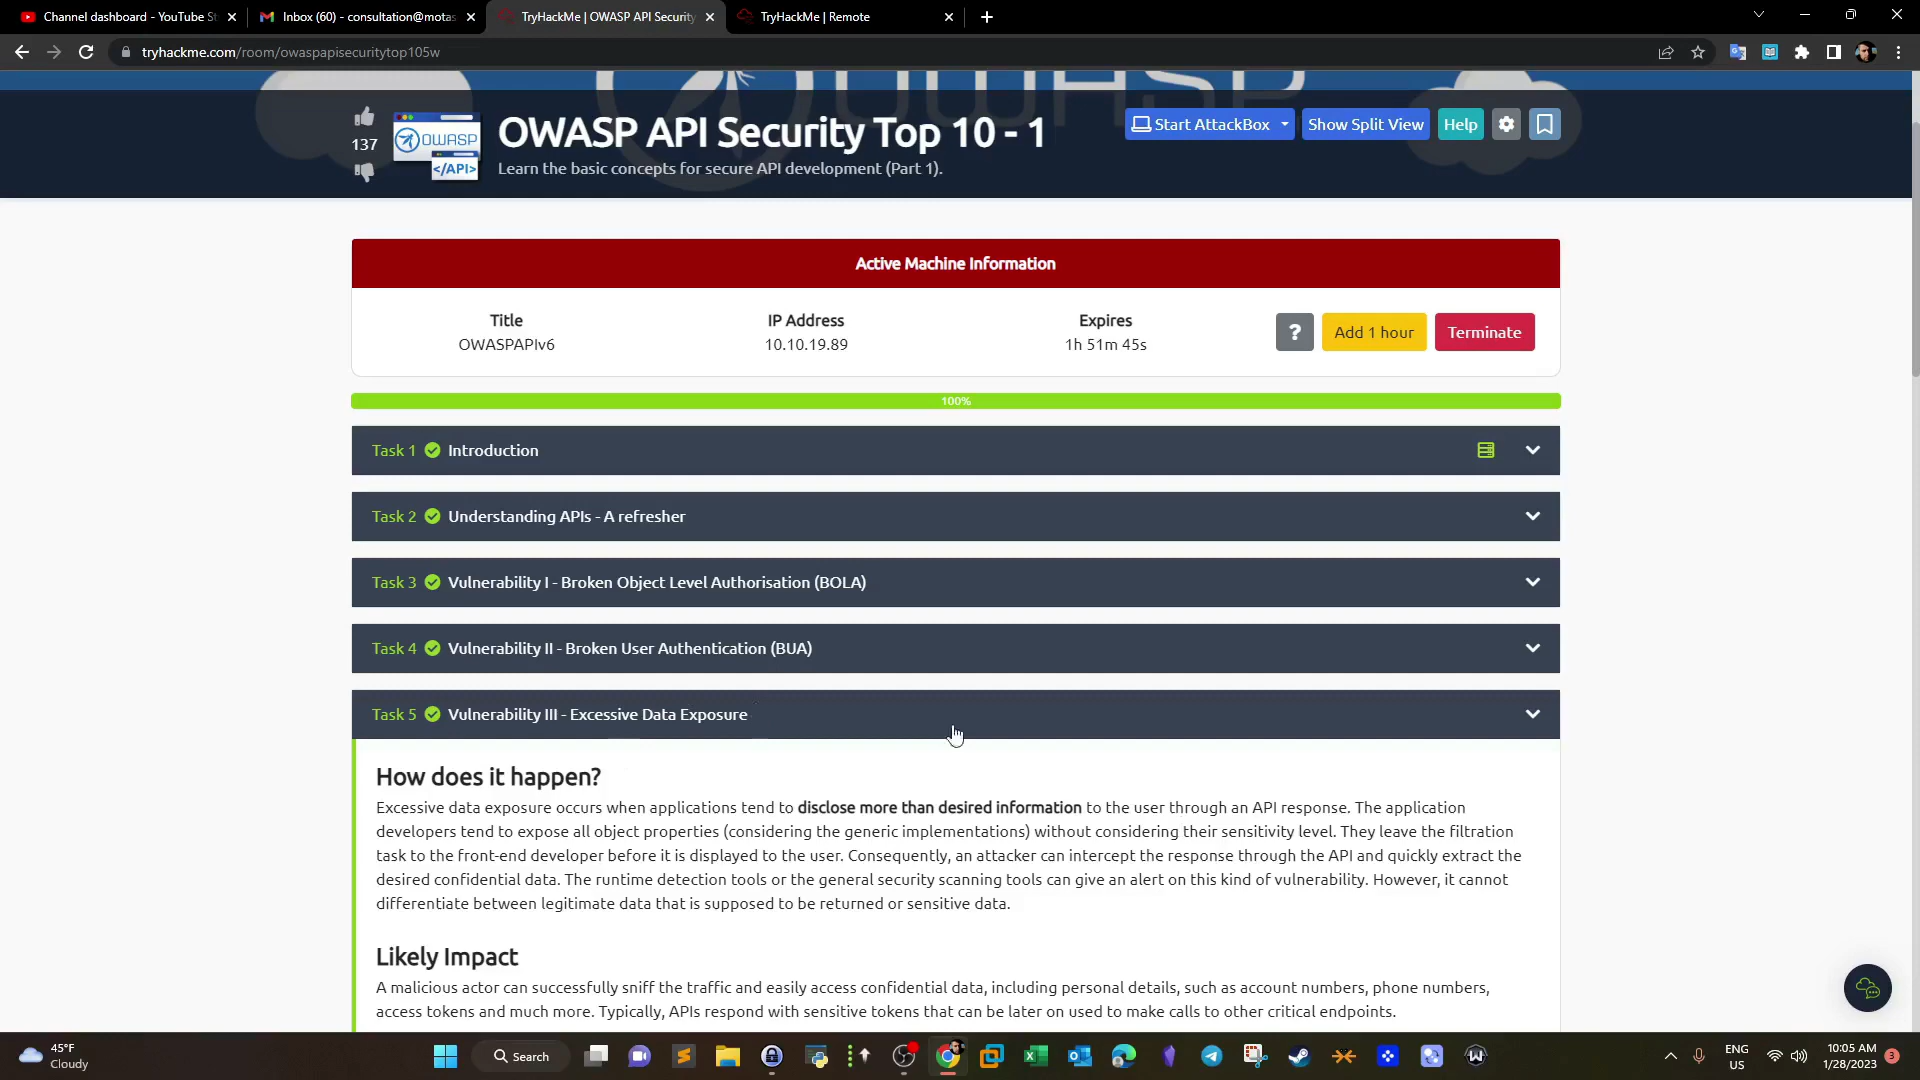 Channel dashboard - YouTube St
Inbox (60) - consultation@motas
TryHackMe | OWASP API Security
TryHackMe | Remote
tryhackme.com/room/owaspapisecuritytop105w
OWASP
137
OWASP
</API>
OWASP API Security Top 10 - 1
Learn the basic concepts for secure API development (Part 1).
Start AttackBox
Show Split View
Help
Active Machine Information
Title
IP Address
Expires
OWASPAPIv6
10.10.19.89
1h 51m 45s
?
Add 1 hour
Terminate
100%
Task 1 Introduction
Task 2 Understanding APIs - A refresher
Task 3 Vulnerability I - Broken Object Level Authorisation (BOLA)
Task 4 Vulnerability II - Broken User Authentication (BUA)
Task 5 Vulnerability III - Excessive Data Exposure
How does it happen?
Excessive data exposure occurs when applications tend to disclose more than desired information to the user through an API response. The application
developers tend to expose all object properties (considering the generic implementations) without considering their sensitivity level. They leave the filtration
task to the front-end developer before it is displayed to the user. Consequently, an attacker can intercept the response through the API and quickly extract the
desired confidential data. The runtime detection tools or the general security scanning tools can give an alert on this kind of vulnerability. However, it cannot
differentiate between legitimate data that is supposed to be returned or sensitive data.
Likely Impact
A malicious actor can successfully sniff the traffic and easily access confidential data, including personal details, such as account numbers, phone numbers,
access tokens and much more. Typically, APIs respond with sensitive tokens that can be later on used to make calls to other critical endpoints.
45°F
Cloudy
Search
ENG
US
10:05 AM
1/28/2023
3